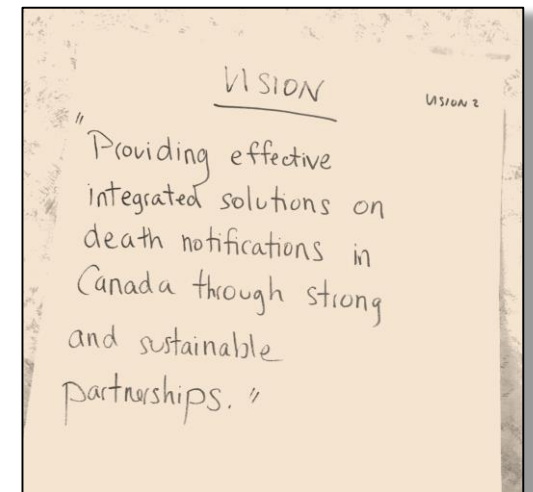 VISION
VISION 2
"Providing effective
integrated solutions on
death notifications in
Canada through strong
and sustainable
partnerships."